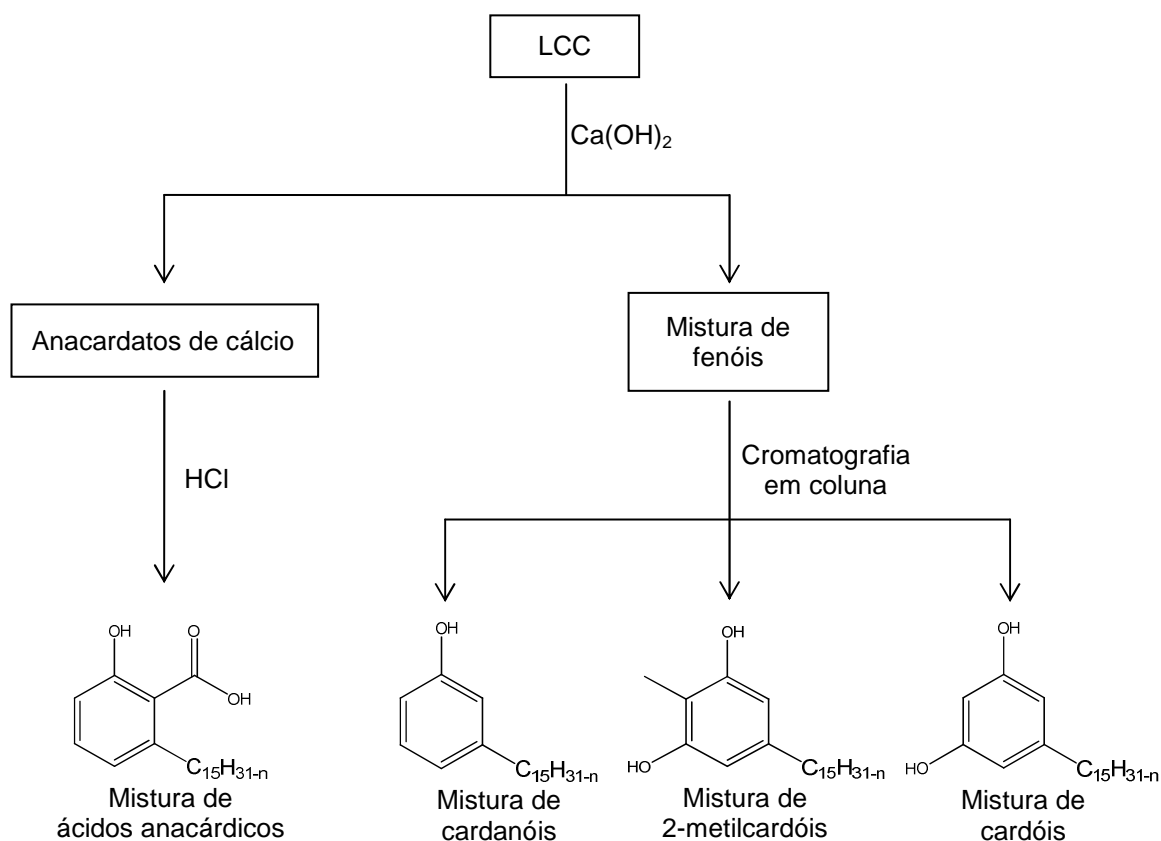 LCC
Ca(OH)₂
Anacardatos de cálcio
Mistura de
fenóis
HCl
Cromatografia
em coluna
OH
O
OH
C₁₅H₃₁₋ₙ
Mistura de
ácidos anacárdicos
OH
C₁₅H₃₁₋ₙ
Mistura de
cardanóis
OH
HO
C₁₅H₃₁₋ₙ
Mistura de
2-metilcardóis
OH
HO
C₁₅H₃₁₋ₙ
Mistura de
cardóis